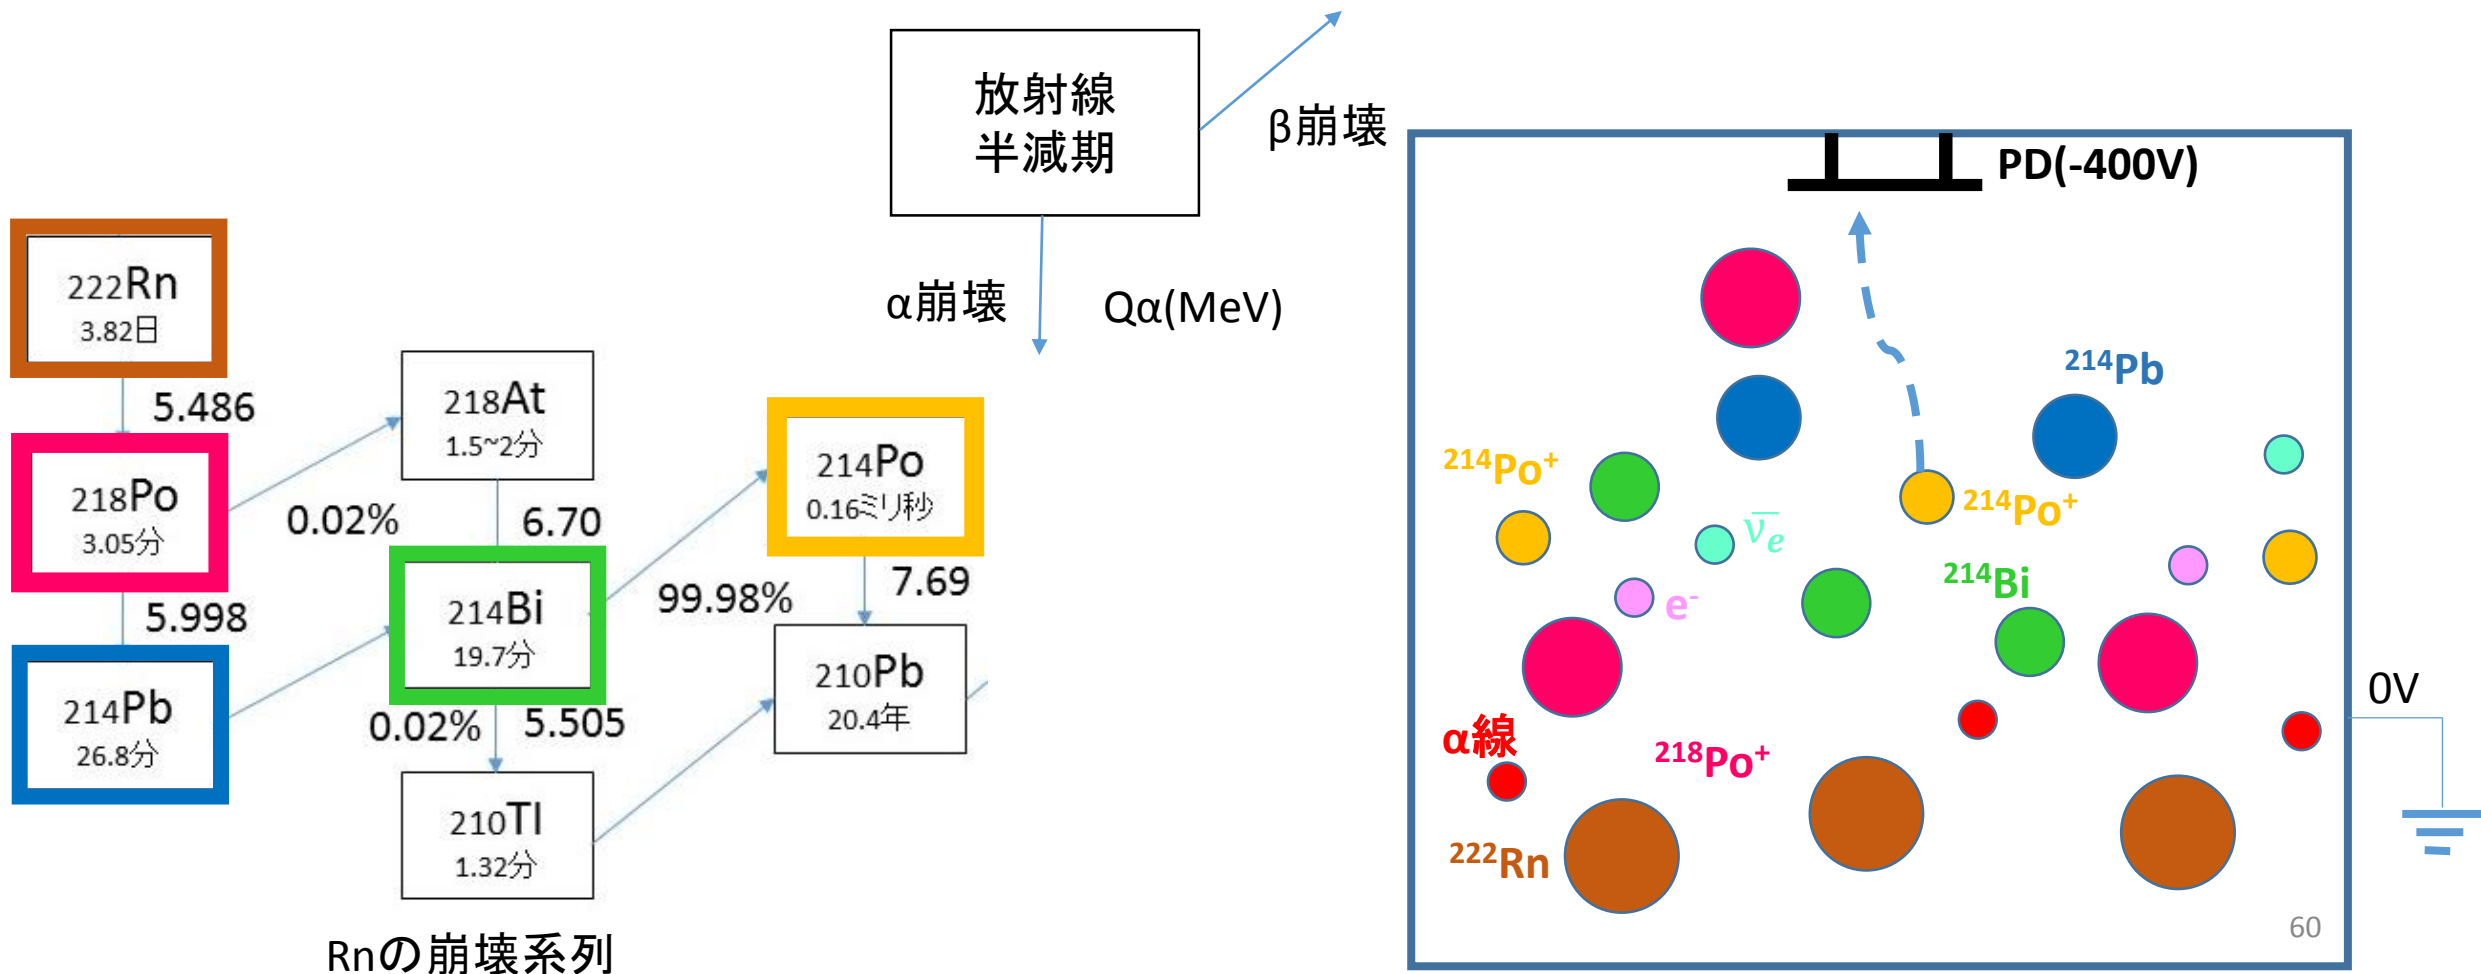 放射線
半減期
β崩壊
α崩壊
Qα(MeV)
222Rn
3.82日
5.486
218Po
3.05分
5.998
214Pb
26.8分
218At
1.5~2分
0.02%
6.70
214Bi
19.7分
0.02%
5.505
210Tl
1.32分
99.98%
214Po
0.16ミリ秒
7.69
210Pb
20.4年
Rnの崩壊系列
PD(-400V)
214Pb
214Po+
214Po+
ν̅e
214Bi
e-
α線
218Po+
222Rn
0V
60